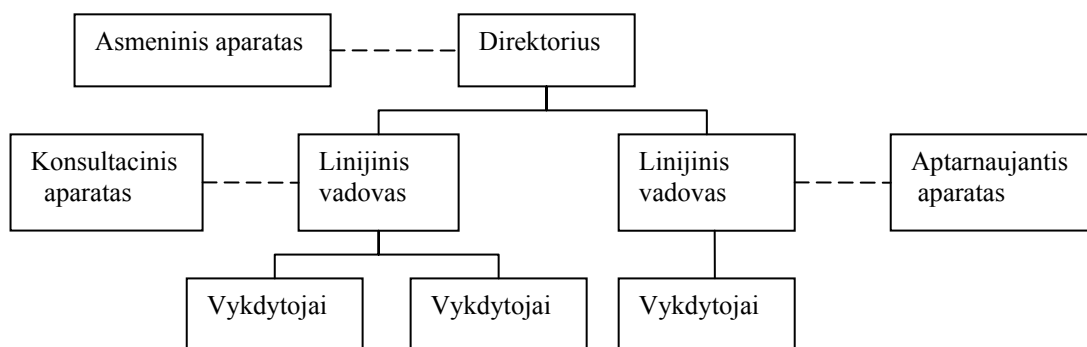 Asmeninis aparatas
Direktorius
Konsultacinis
aparatas
Linijinis
vadovas
Linijinis
vadovas
Aptarnaujantis
aparatas
Vykdytojai
Vykdytojai
Vykdytojai